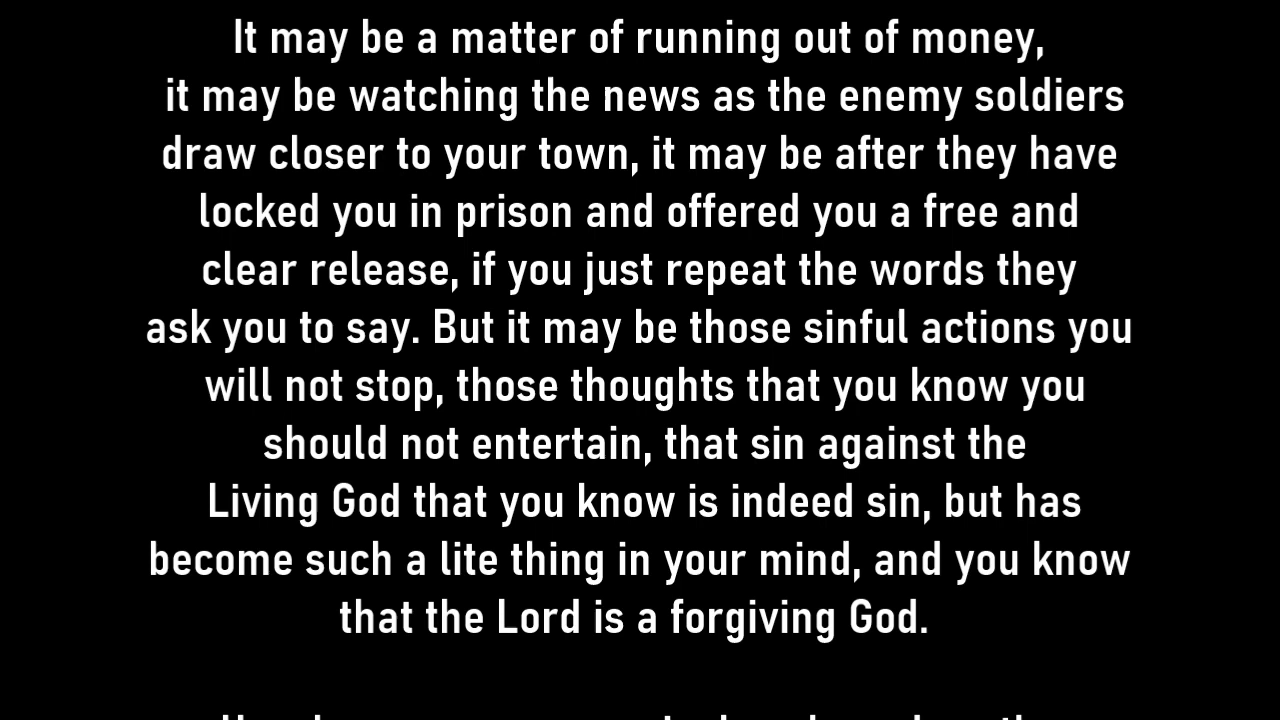 It may be a matter of running out of money,
it may be watching the news as the enemy soldiers
draw closer to your town, it may be after they have
locked you in prison and offered you a free and
clear release, if you just repeat the words they
ask you to say. But it may be those sinful actions you
will not stop, those thoughts that you know you
should not entertain, that sin against the
Living God that you know is indeed sin, but has
become such a lite thing in your mind, and you know
that the Lord is a forgiving God.